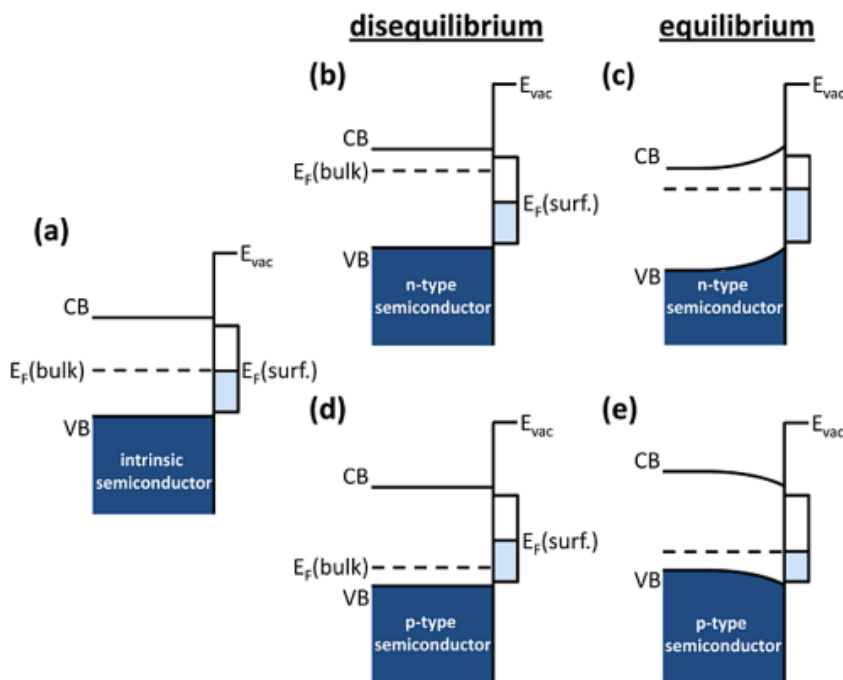 disequilibrium
equilibrium
(b)
E_vac
CB
E_F(bulk)
E_F(surf.)
VB
n-type
semiconductor
(c)
E_vac
CB
VB
n-type
semiconductor
(a)
E_vac
CB
E_F(bulk)
E_F(surf.)
VB
intrinsic
semiconductor
(d)
E_vac
CB
E_F(surf.)
E_F(bulk)
VB
p-type
semiconductor
(e)
E_vac
CB
VB
p-type
semiconductor